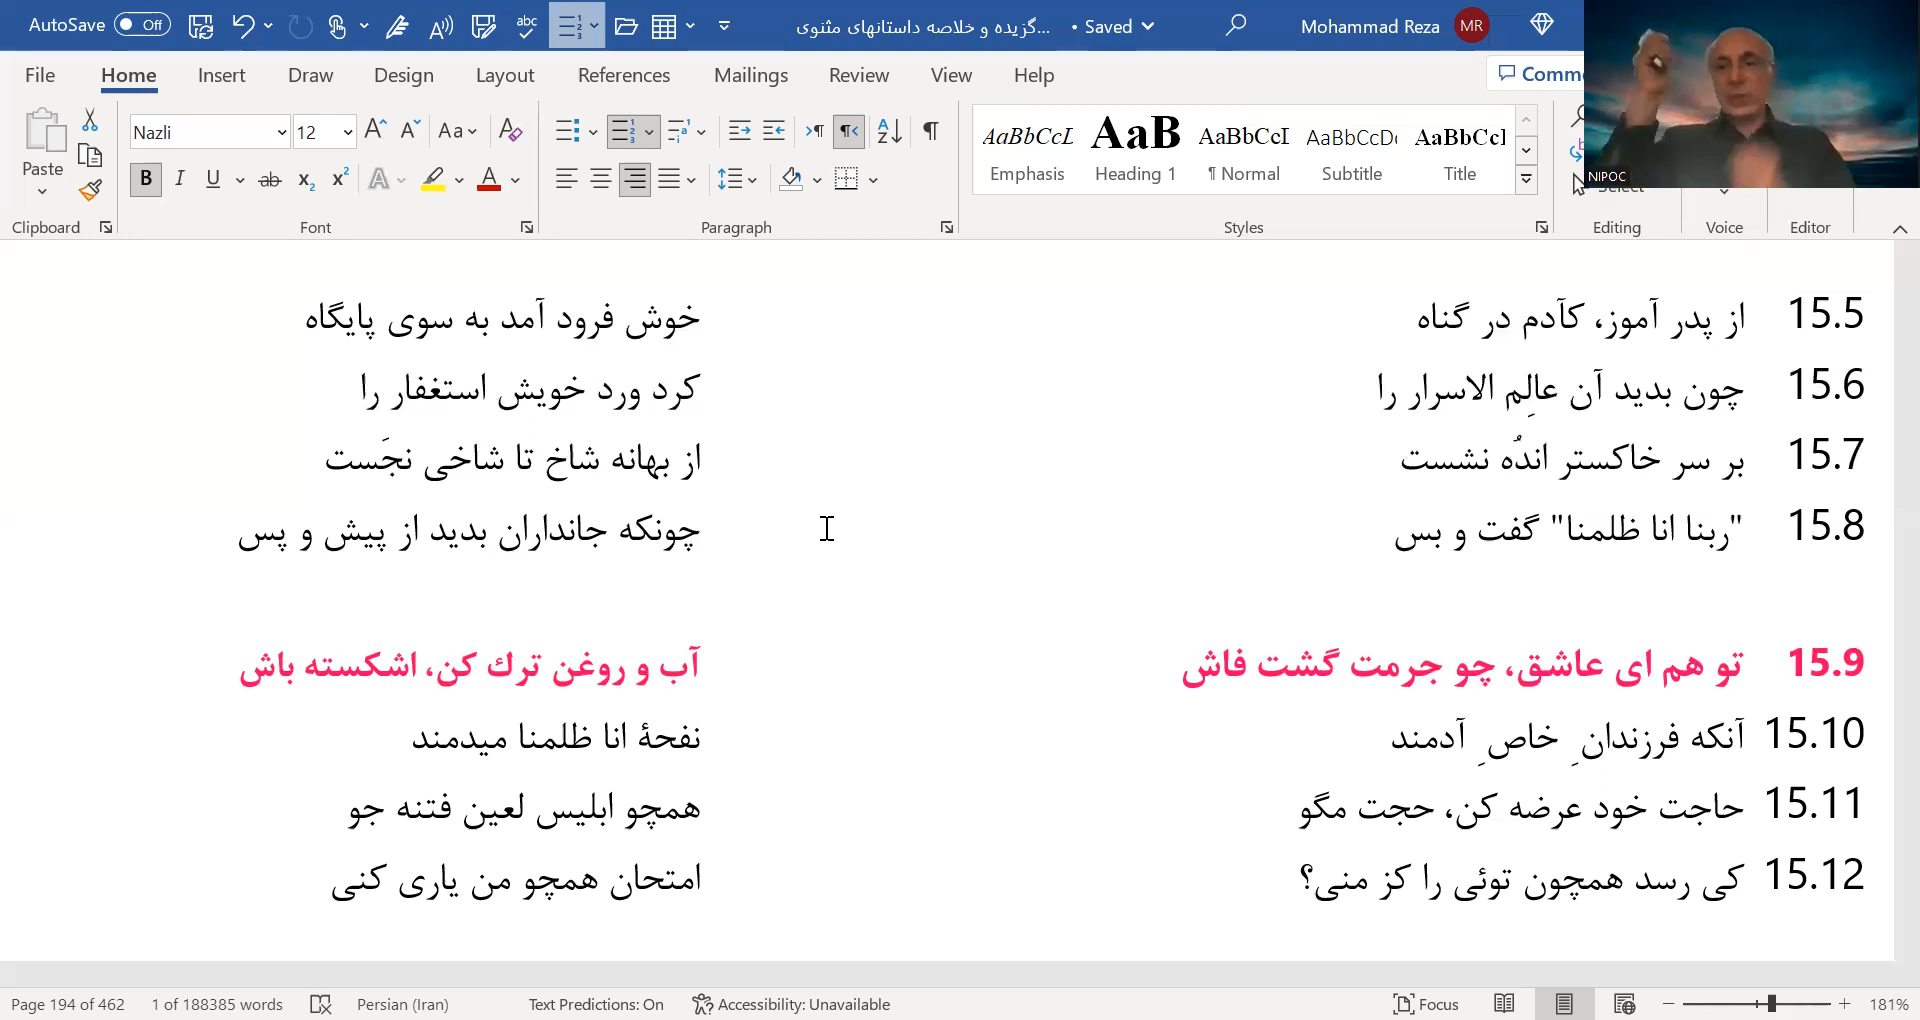 AutoSave Off گزیده و خلاصه داستانهای مثنوی... • Saved Mohammad Reza MR
File Home Insert Draw Design Layout References Mailings Review View Help
Nazli 12
Paste
AaBbCcL AaB AaBbCcI AaBbCcD AaBbCcI
Emphasis Heading 1 ¶ Normal Subtitle Title
NIPOC
Select
Clipboard Font Paragraph Styles Editing Voice Editor
15.5 از پدر آموز، کآدم در گناه خوش فرود آمد به سوی پایگاه
15.6 چون بدید آن عالِم الاسرار را کرد ورد خویش استغفار را
15.7 بر سر خاکستر اندُه نشست از بهانه شاخ تا شاخی نجَست
15.8 "ربنا انا ظلمنا" گفت و بس چونکه جانداران بدید از پیش و پس
15.9 تو هم ای عاشق، چو جرمت گشت فاش آب و روغن ترك کن، اشکسته باش
15.10 آنکه فرزندان ِ خاص ِ آدمند نفحۀ انا ظلمنا میدمند
15.11 حاجت خود عرضه کن، حجت مگو همچو ابلیس لعین فتنه جو
15.12 کی رسد همچون توئی را کز منی؟ امتحان همچو من یاری کنی
Page 194 of 462 1 of 188385 words Persian (Iran) Text Predictions: On Accessibility: Unavailable Focus 181%